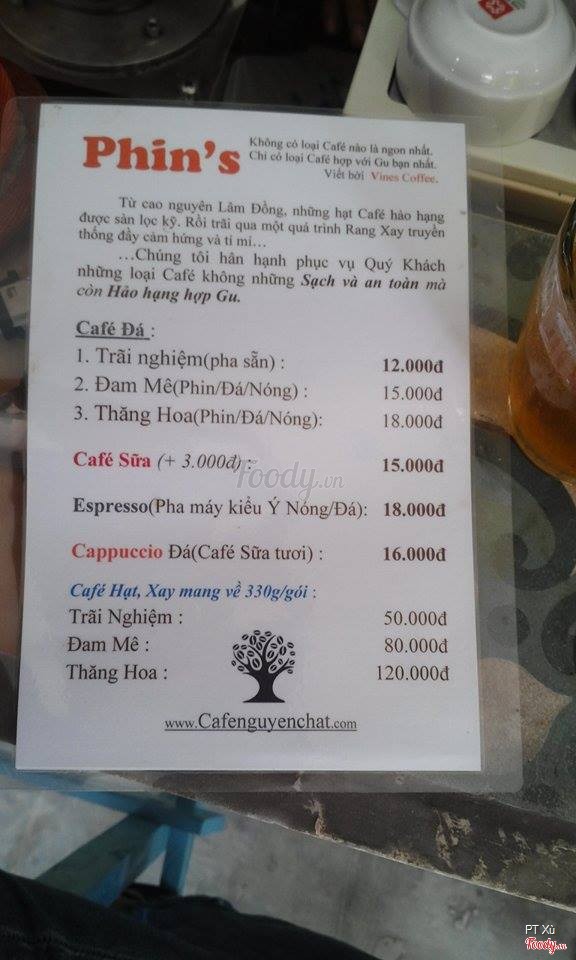 Phin's
Không có loại Café nào là ngon nhất.
Chỉ có loại Café hợp với Gu bạn nhất.
Viết bởi Vines Coffee.
Từ cao nguyên Lâm Đồng, những hạt Café hảo hạng
được sàn lọc kỹ. Rồi trãi qua một quá trình Rang Xay truyền
thống đầy cảm hứng và tỉ mỉ...
...Chúng tôi hân hạnh phục vụ Quý Khách
những loại Café không những Sạch và an toàn mà
còn Hảo hạng hợp Gu.
Café Đá :
1. Trãi nghiệm(pha sẵn) : 12.000đ
2. Đam Mê(Phin/Đá/Nóng) : 15.000đ
3. Thăng Hoa(Phin/Đá/Nóng): 18.000đ
Café Sữa (+ 3.000đ) : 15.000đ
Foody.vn
Espresso(Pha máy kiểu Ý Nóng/Đá): 18.000đ
Cappuccio Đá(Café Sữa tươi) : 16.000đ
Café Hạt, Xay mang về 330g/gói :
Trãi Nghiệm : 50.000đ
Đam Mê : 80.000đ
Thăng Hoa : 120.000đ
www.Cafenguyenchat.com
PT Xù
Foody.vn